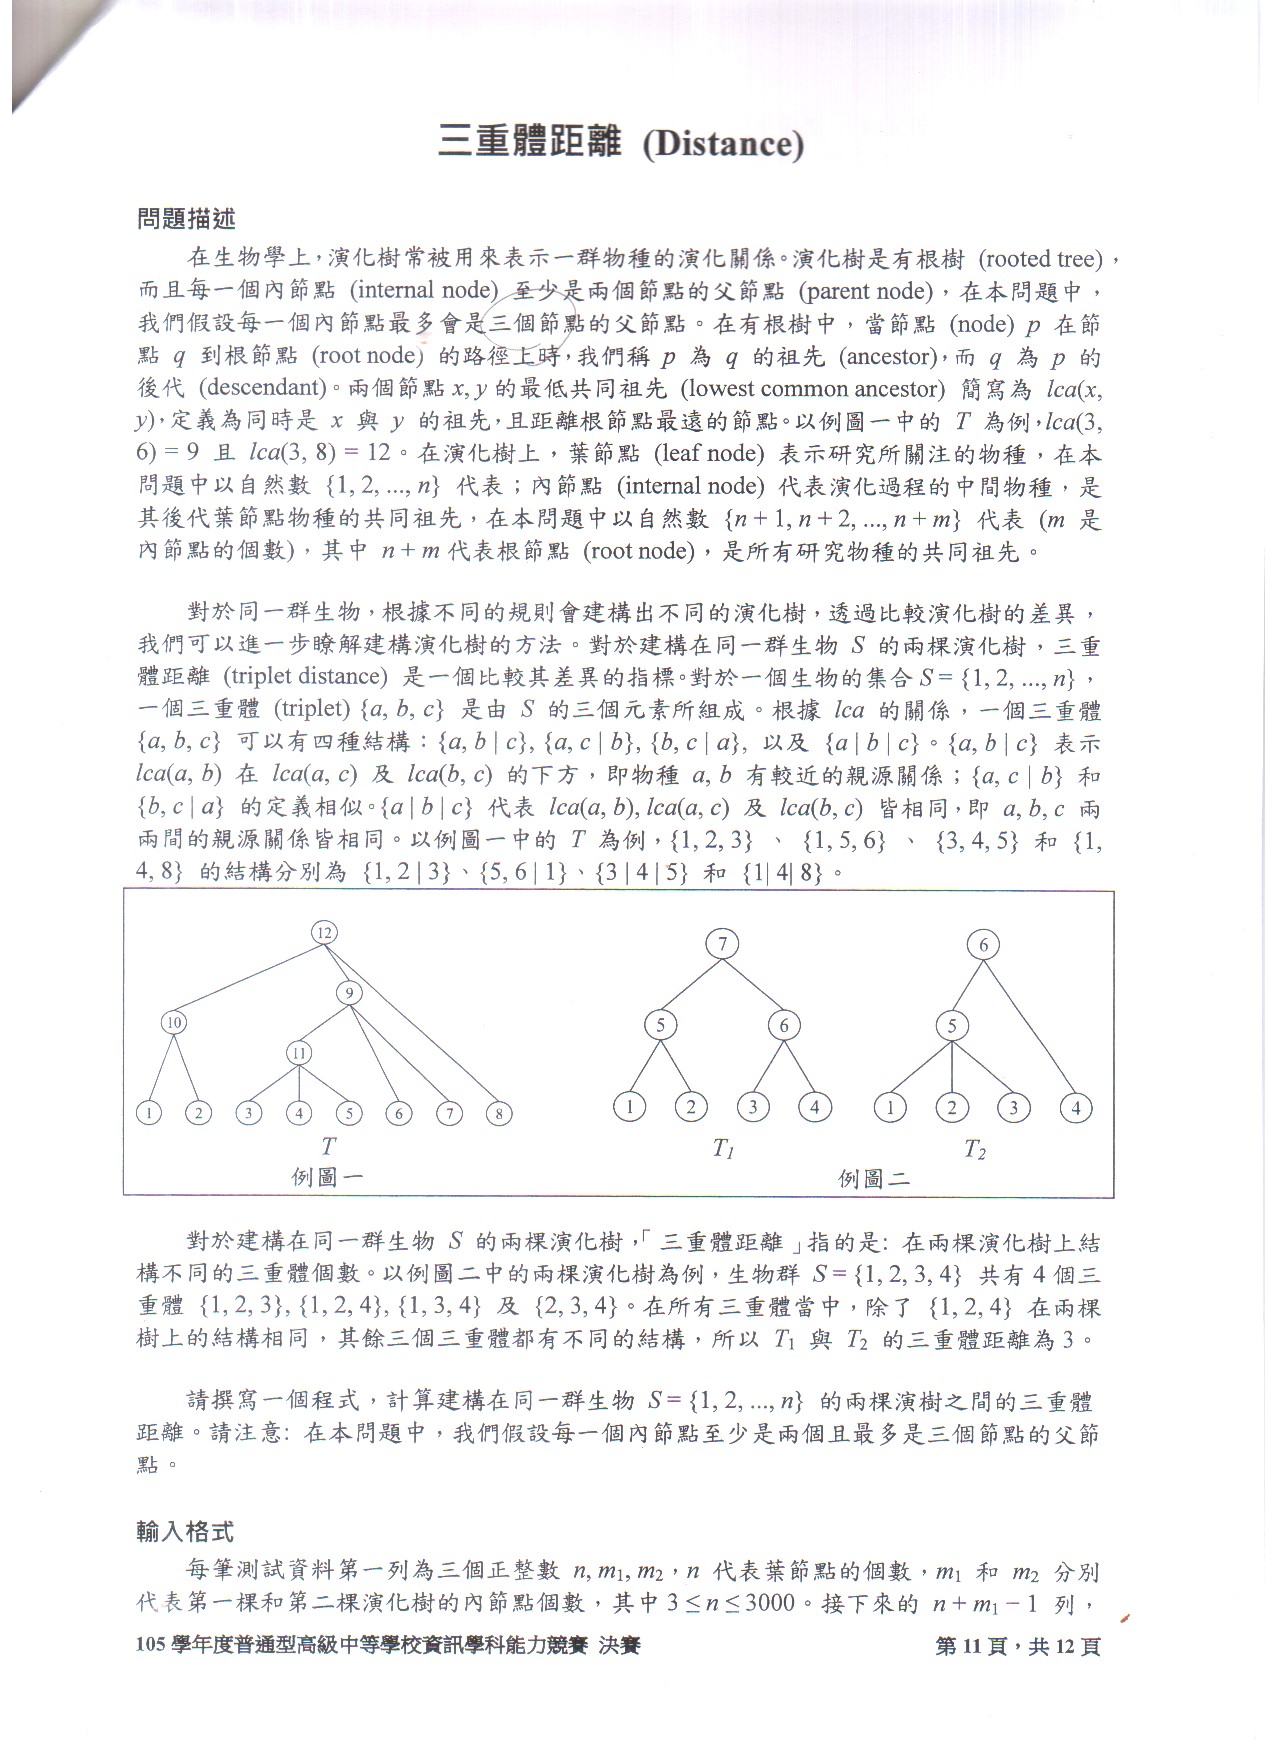 三重體距離 (Distance)
問題描述
在生物學上，演化樹常被用來表示一群物種的演化關係。演化樹是有根樹 (rooted tree)，
而且每一個內節點 (internal node) 至少是兩個節點的父節點 (parent node)，在本問題中，
我們假設每一個內節點最多會是三個節點的父節點。在有根樹中，當節點 (node) p 在節
點 q 到根節點 (root node) 的路徑上時，我們稱 p 為 q 的祖先 (ancestor)，而 q 為 p 的
後代 (descendant)。兩個節點 x, y 的最低共同祖先 (lowest common ancestor) 簡寫為 lca(x,
y)，定義為同時是 x 與 y 的祖先，且距離根節點最遠的節點。以例圖一中的 T 為例，lca(3,
6) = 9 且 lca(3, 8) = 12。在演化樹上，葉節點 (leaf node) 表示研究所關注的物種，在本
問題中以自然數 {1, 2, ..., n} 代表；內節點 (internal node) 代表演化過程的中間物種，是
其後代葉節點物種的共同祖先，在本問題中以自然數 {n + 1, n + 2, ..., n + m} 代表 (m 是
內節點的個數)，其中 n + m 代表根節點 (root node)，是所有研究物種的共同祖先。
對於同一群生物，根據不同的規則會建構出不同的演化樹，透過比較演化樹的差異，
我們可以進一步瞭解建構演化樹的方法。對於建構在同一群生物 S 的兩棵演化樹，三重
體距離 (triplet distance) 是一個比較其差異的指標。對於一個生物的集合 S = {1, 2, ..., n}，
一個三重體 (triplet) {a, b, c} 是由 S 的三個元素所組成。根據 lca 的關係，一個三重體
{a, b, c} 可以有四種結構：{a, b | c}, {a, c | b}, {b, c | a}, 以及 {a | b | c}。{a, b | c} 表示
lca(a, b) 在 lca(a, c) 及 lca(b, c) 的下方，即物種 a, b 有較近的親源關係；{a, c | b} 和
{b, c | a} 的定義相似。{a | b | c} 代表 lca(a, b), lca(a, c) 及 lca(b, c) 皆相同，即 a, b, c 兩
兩間的親源關係皆相同。以例圖一中的 T 為例，{1, 2, 3} 、 {1, 5, 6} 、 {3, 4, 5} 和 {1,
4, 8} 的結構分別為 {1, 2 | 3}、{5, 6 | 1}、{3 | 4 | 5} 和 {1| 4| 8}。
12
9
10
11
1 2 3 4 5 6 7 8
T
例圖一
7
5 6
1 2 3 4
T1
6
5
1 2 3 4
T2
例圖二
對於建構在同一群生物 S 的兩棵演化樹，「三重體距離」指的是: 在兩棵演化樹上結
構不同的三重體個數。以例圖二中的兩棵演化樹為例，生物群 S = {1, 2, 3, 4} 共有 4 個三
重體 {1, 2, 3}, {1, 2, 4}, {1, 3, 4} 及 {2, 3, 4}。在所有三重體當中，除了 {1, 2, 4} 在兩棵
樹上的結構相同，其餘三個三重體都有不同的結構，所以 T1 與 T2 的三重體距離為 3。
請撰寫一個程式，計算建構在同一群生物 S = {1, 2, ..., n} 的兩棵演樹之間的三重體
距離。請注意: 在本問題中，我們假設每一個內節點至少是兩個且最多是三個節點的父節
點。
輸入格式
每筆測試資料第一列為三個正整數 n, m1, m2，n 代表葉節點的個數，m1 和 m2 分別
代表第一棵和第二棵演化樹的內節點個數，其中 3 ≤ n ≤ 3000。接下來的 n + m1 − 1 列，
105 學年度普通型高級中等學校資訊學科能力競賽 決賽 第 11 頁，共 12 頁